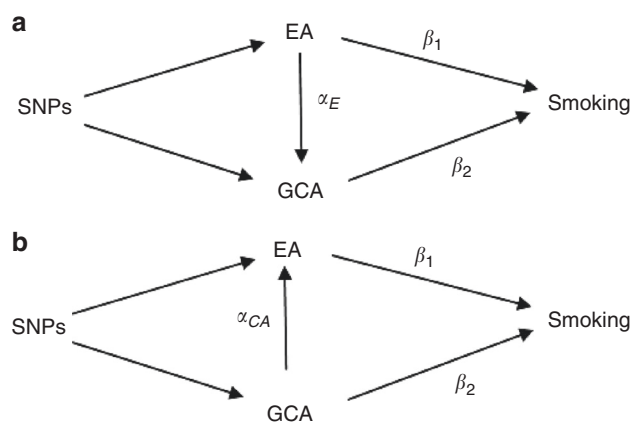 a
EA
β1
SNPs
αE
Smoking
GCA
β2
b
EA
β1
SNPs
αCA
Smoking
GCA
β2